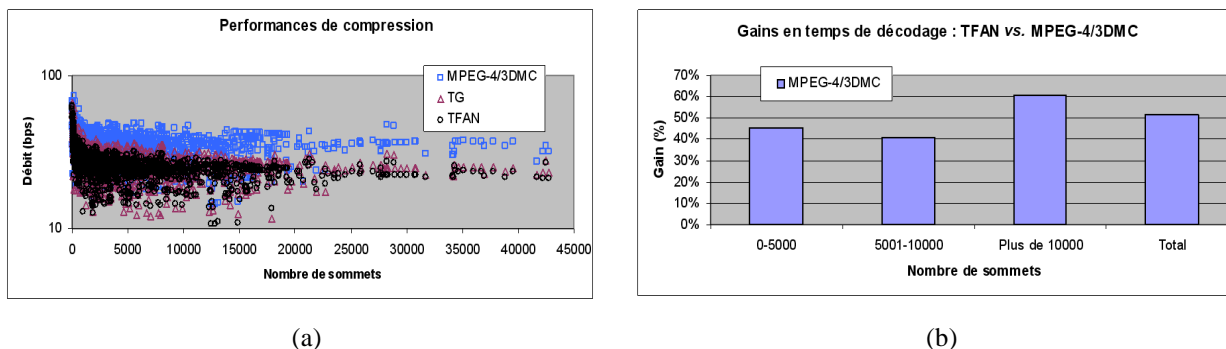 Performances de compression
100
10
Débit (bps)
MPEG-4/3DMC
TG
TFAN
0 5000 10000 15000 20000 25000 30000 35000 40000 45000
Nombre de sommets
(a)
Gains en temps de décodage : TFAN vs. MPEG-4/3DMC
70%
60%
50%
40%
30%
20%
10%
0%
Gain (%)
MPEG-4/3DMC
0-5000 5001-10000 Plus de 10000 Total
Nombre de sommets
(b)